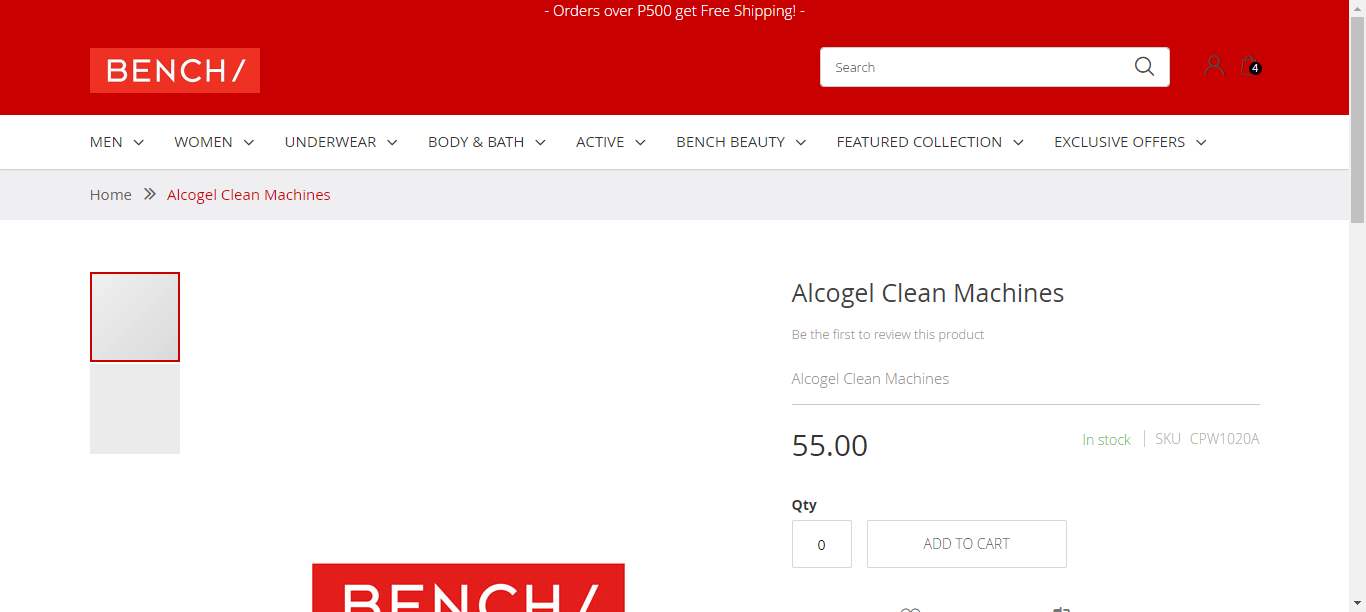 - Orders over P500 get Free Shipping! -
BENCH/
Search
4
MEN WOMEN UNDERWEAR BODY & BATH ACTIVE BENCH BEAUTY FEATURED COLLECTION EXCLUSIVE OFFERS
Home Alcogel Clean Machines
Alcogel Clean Machines
Be the first to review this product
Alcogel Clean Machines
55.00
In stock SKU CPW1020A
Qty
0 ADD TO CART
BENCH/